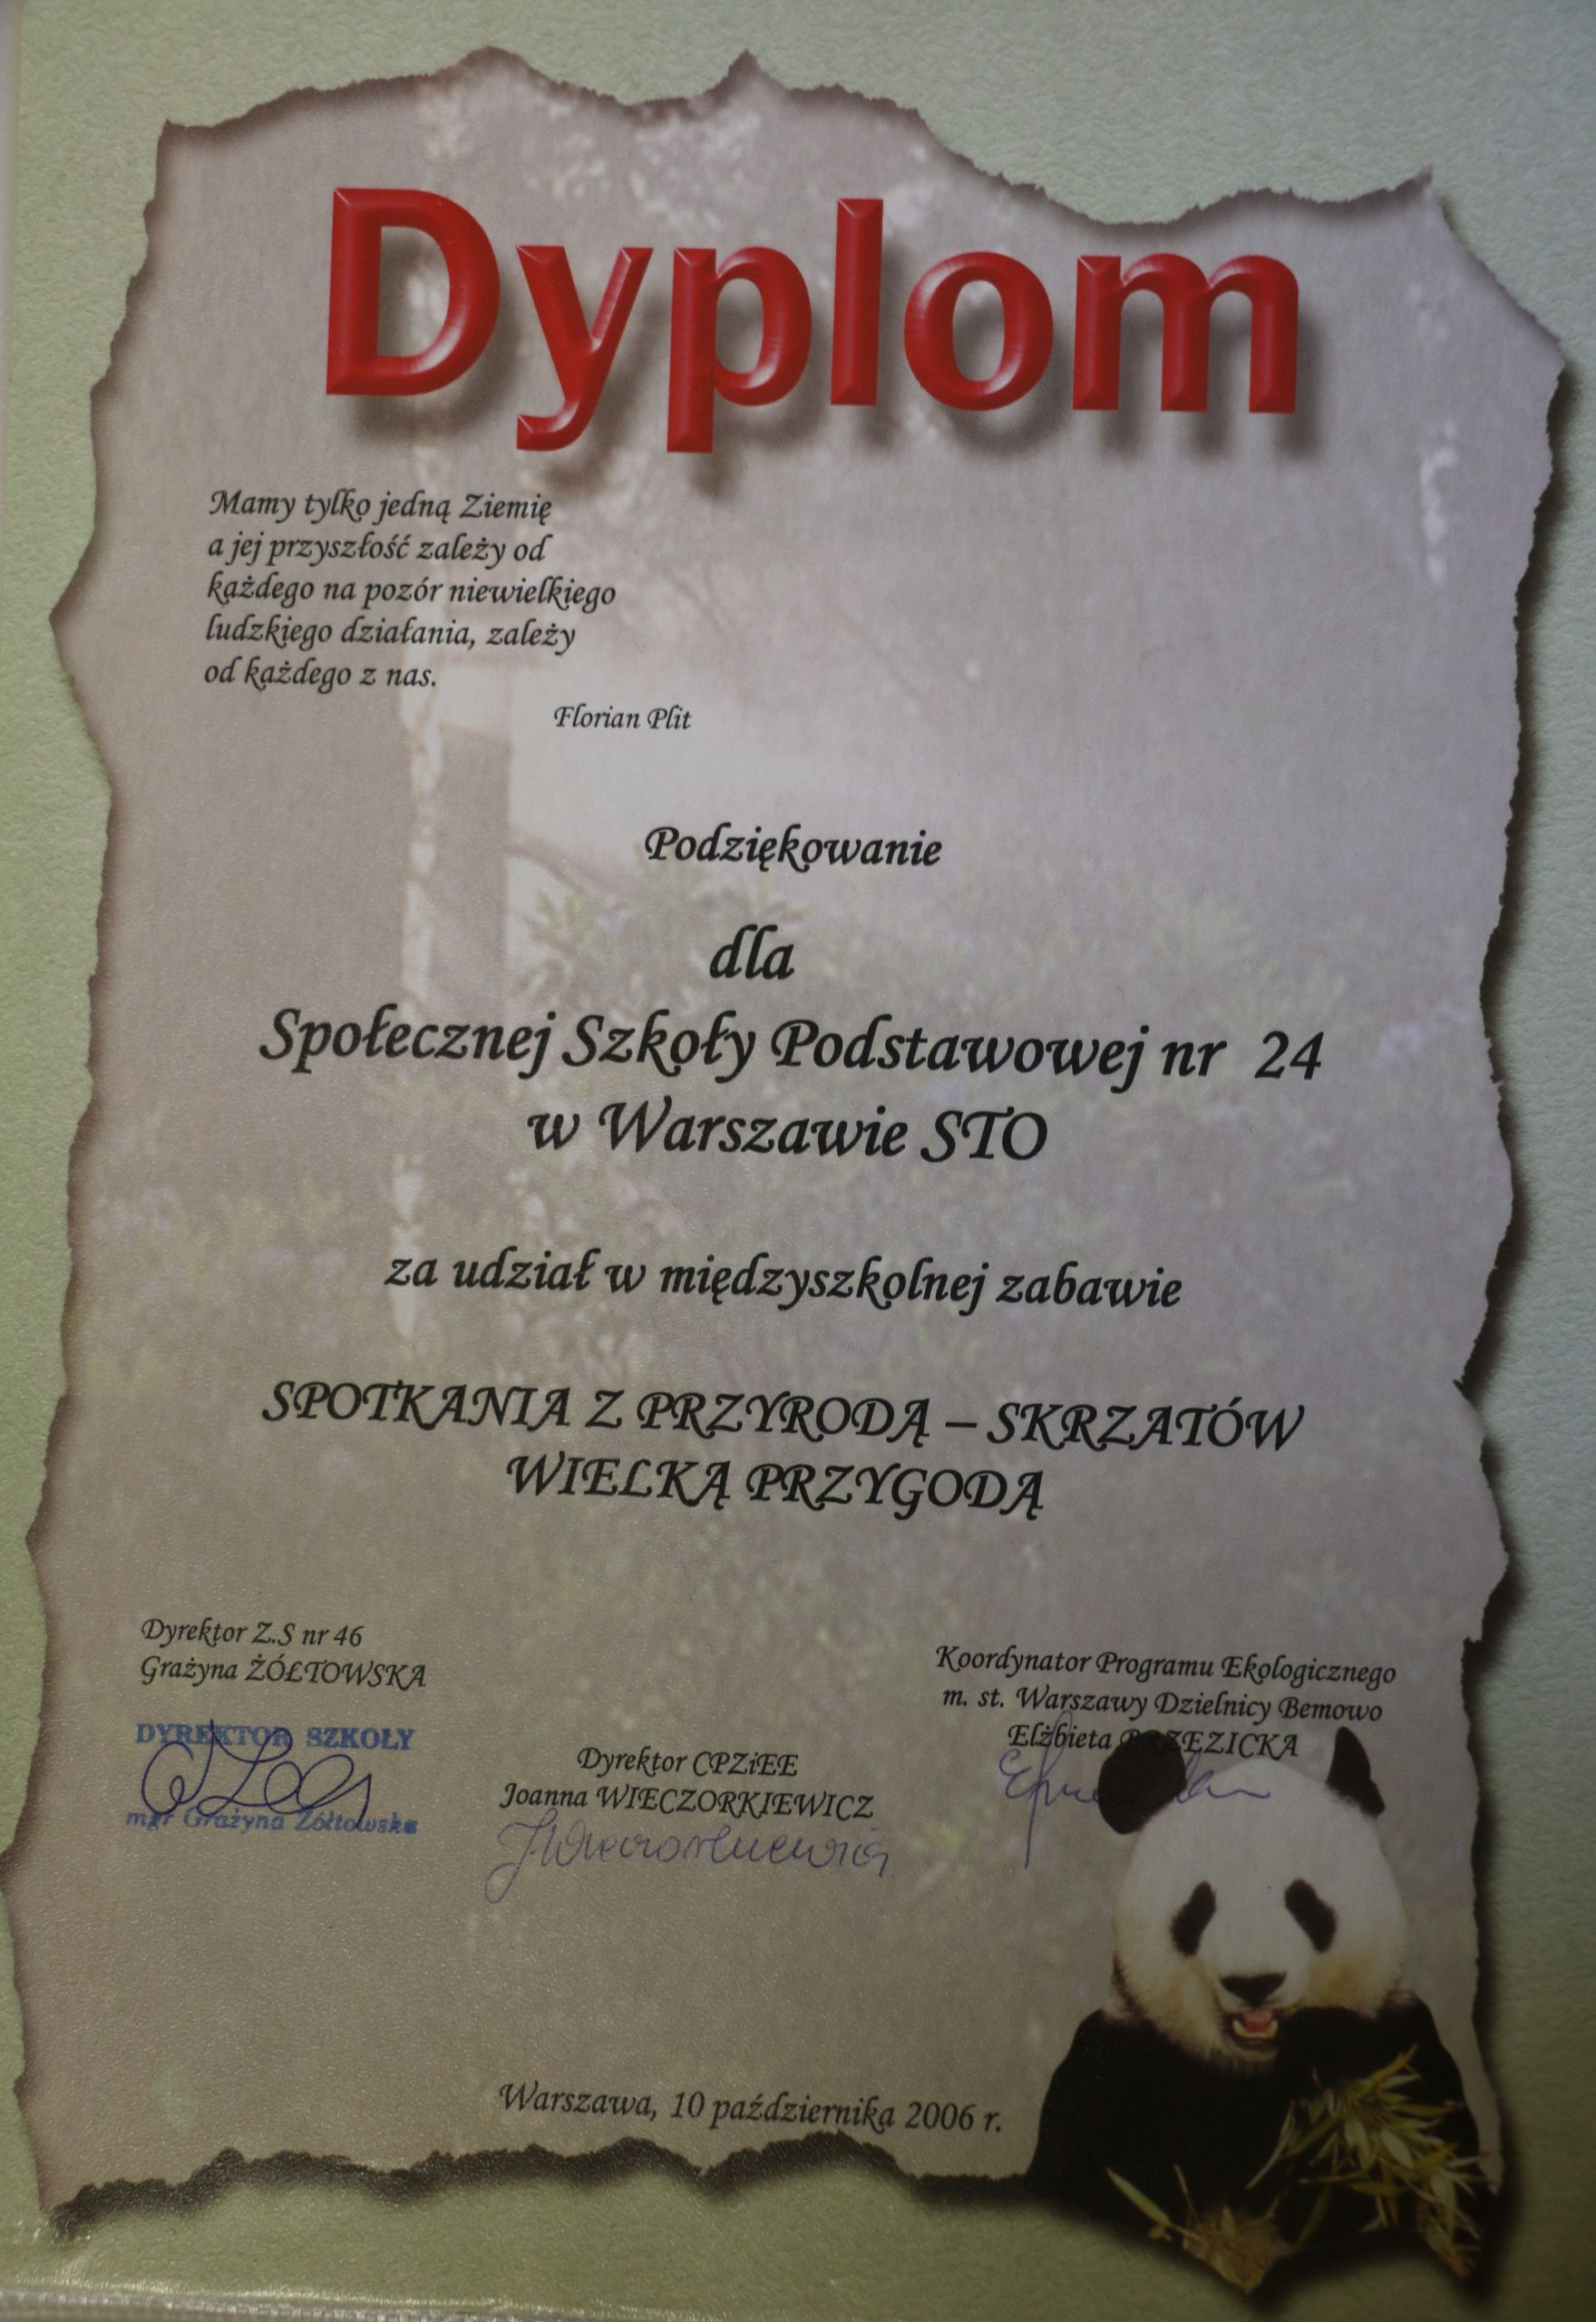 Dyplom
Mamy tylko jedną Ziemię
a jej przyszłość zależy od
każdego na pozór niewielkiego
ludzkiego działania, zależy
od każdego z nas.
Florian Plit
Podziękowanie
dla
Społecznej Szkoły Podstawowej nr 24
w Warszawie STO
za udział w międzyszkolnej zabawie
SPOTKANIA Z PRZYRODĄ – SKRZATÓW
WIELKĄ PRZYGODĄ
Dyrektor Z.S nr 46
Grażyna ŻÓŁTOWSKA
DYREKTOR SZKOŁY
mgr Grażyna Żółtowska
Dyrektor CPZiEE
Joanna WIECZORKIEWICZ
JWieczorkiewicz
Koordynator Programu Ekologicznego
m. st. Warszawy Dzielnicy Bemowo
Elżbieta BRZEZICKA
Warszawa, 10 października 2006 r.